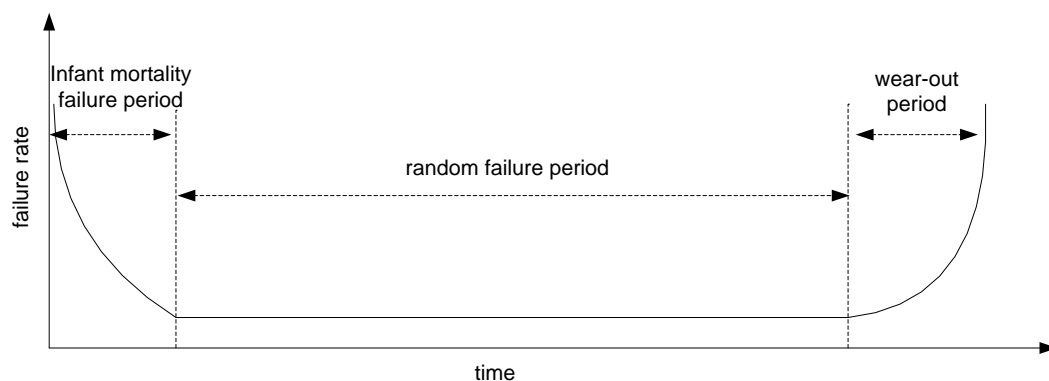 Infant mortality
failure period
wear-out
period
random failure period
failure rate
time